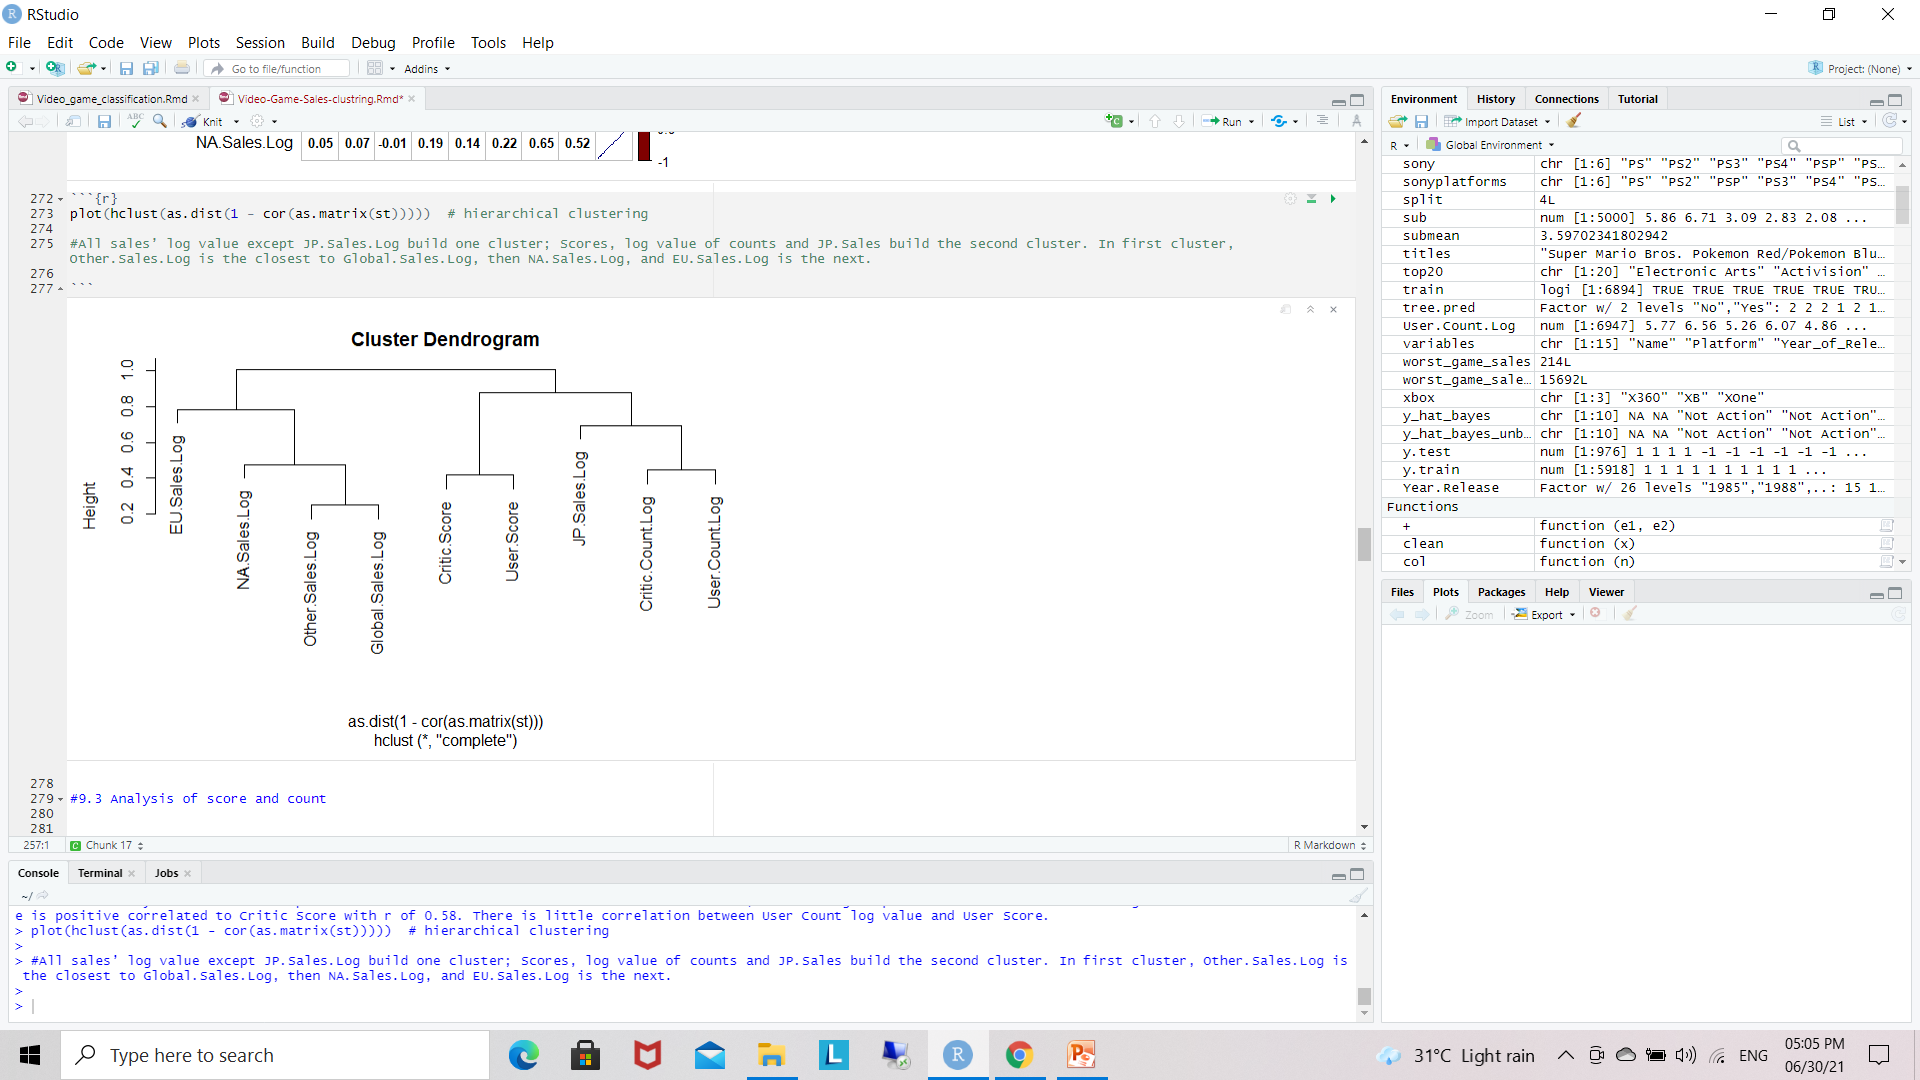 RStudio
File Edit Code View Plots Session Build Debug Profile Tools Help
Go to file/function Addins Project: (None)
Video_game_classification.Rmd Video-Game-Sales-clustring.Rmd*
ABC Knit Run
NA.Sales.Log 0.05 0.07 -0.01 0.19 0.14 0.22 0.65 0.52
-1
272 ```{r}
273 plot(hclust(as.dist(1 - cor(as.matrix(st))))) # hierarchical clustering
274
275 #All sales’ log value except JP.Sales.Log build one cluster; Scores, log value of counts and JP.Sales build the second cluster. In first cluster,
Other.Sales.Log is the closest to Global.Sales.Log, then NA.Sales.Log, and EU.Sales.Log is the next.
276
277 ```
Cluster Dendrogram
Height
0.2 0.4 0.6 0.8 1.0
EU.Sales.Log
NA.Sales.Log
Other.Sales.Log
Global.Sales.Log
Critic.Score
User.Score
JP.Sales.Log
Critic.Count.Log
User.Count.Log
as.dist(1 - cor(as.matrix(st)))
hclust (*, "complete")
278
279 #9.3 Analysis of score and count
280
281
257:1 C Chunk 17 R Markdown
Console Terminal Jobs
~/
e is positive correlated to Critic Score with r of 0.58. There is little correlation between User Count log value and User Score.
> plot(hclust(as.dist(1 - cor(as.matrix(st))))) # hierarchical clustering
>
> #All sales’ log value except JP.Sales.Log build one cluster; Scores, log value of counts and JP.Sales build the second cluster. In first cluster, Other.Sales.Log is
the closest to Global.Sales.Log, then NA.Sales.Log, and EU.Sales.Log is the next.
>
>
Environment History Connections Tutorial
Import Dataset List
R Global Environment
sony chr [1:6] "PS" "PS2" "PS3" "PS4" "PSP" "PS…
sonyplatforms chr [1:6] "PS" "PS2" "PSP" "PS3" "PS4" "PS…
split 4L
sub num [1:5000] 5.86 6.71 3.09 2.83 2.08 ...
submean 3.59702341802942
titles "Super Mario Bros. Pokemon Red/Pokemon Blu…
top20 chr [1:20] "Electronic Arts" "Activision" …
train logi [1:6894] TRUE TRUE TRUE TRUE TRUE TRU…
tree.pred Factor w/ 2 levels "No","Yes": 2 2 2 1 2 1…
User.Count.Log num [1:6947] 5.77 6.56 5.26 6.07 4.86 ...
variables chr [1:15] "Name" "Platform" "Year_of_Rele…
worst_game_sales 214L
worst_game_sale… 15692L
xbox chr [1:3] "X360" "XB" "XOne"
y_hat_bayes chr [1:10] NA NA "Not Action" "Not Action"…
y_hat_bayes_unb… chr [1:10] NA NA "Not Action" "Not Action"…
y.test num [1:976] 1 1 1 1 -1 -1 -1 -1 -1 -1 ...
y.train num [1:5918] 1 1 1 1 1 1 1 1 1 1 ...
Year.Release Factor w/ 26 levels "1985","1988",..: 15 1…
Functions
+ function (e1, e2)
clean function (x)
col function (n)
Files Plots Packages Help Viewer
Zoom Export
Type here to search
31°C Light rain ENG 05:05 PM
06/30/21